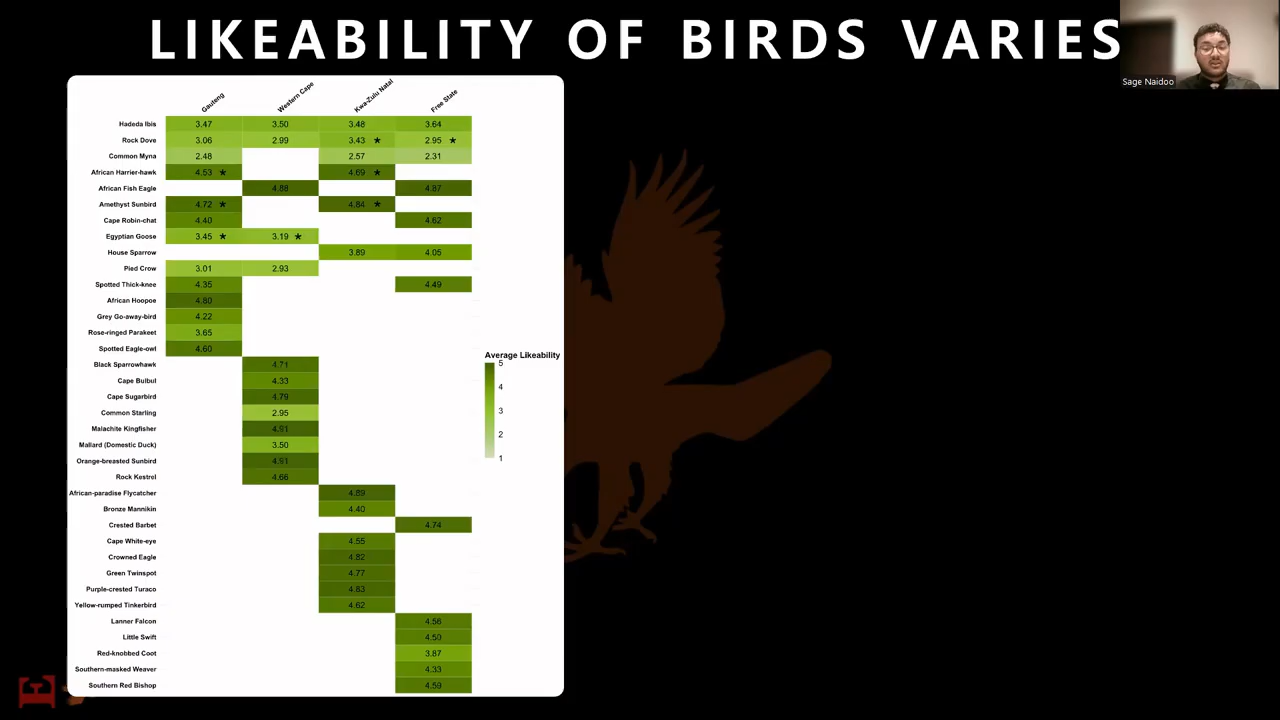 LIKEABILITY OF BIRDS VARIES
Sage Naidoo
Gauteng Western Cape Kwa-Zulu Natal Free State
Hadeda Ibis 3.47 3.50 3.48 3.64
Rock Dove 3.06 2.99 3.43 ★ 2.95 ★
Common Myna 2.48 2.57 2.31
African Harrier-hawk 4.53 ★ 4.69 ★
African Fish Eagle 4.88 4.87
Amethyst Sunbird 4.72 ★ 4.84 ★
Cape Robin-chat 4.40 4.62
Egyptian Goose 3.45 ★ 3.19 ★
House Sparrow 3.89 4.05
Pied Crow 3.01 2.93
Spotted Thick-knee 4.35 4.49
African Hoopoe 4.80
Grey Go-away-bird 4.22
Rose-ringed Parakeet 3.65
Spotted Eagle-owl 4.60
Black Sparrowhawk 4.71
Cape Bulbul 4.33
Cape Sugarbird 4.79
Common Starling 2.95
Malachite Kingfisher 4.91
Mallard (Domestic Duck) 3.50
Orange-breasted Sunbird 4.91
Rock Kestrel 4.66
African-paradise Flycatcher 4.89
Bronze Mannikin 4.40
Crested Barbet 4.74
Cape White-eye 4.55
Crowned Eagle 4.82
Green Twinspot 4.77
Purple-crested Turaco 4.83
Yellow-rumped Tinkerbird 4.62
Lanner Falcon 4.56
Little Swift 4.50
Red-knobbed Coot 3.87
Southern-masked Weaver 4.33
Southern Red Bishop 4.59
Average Likeability
5
4
3
2
1
E